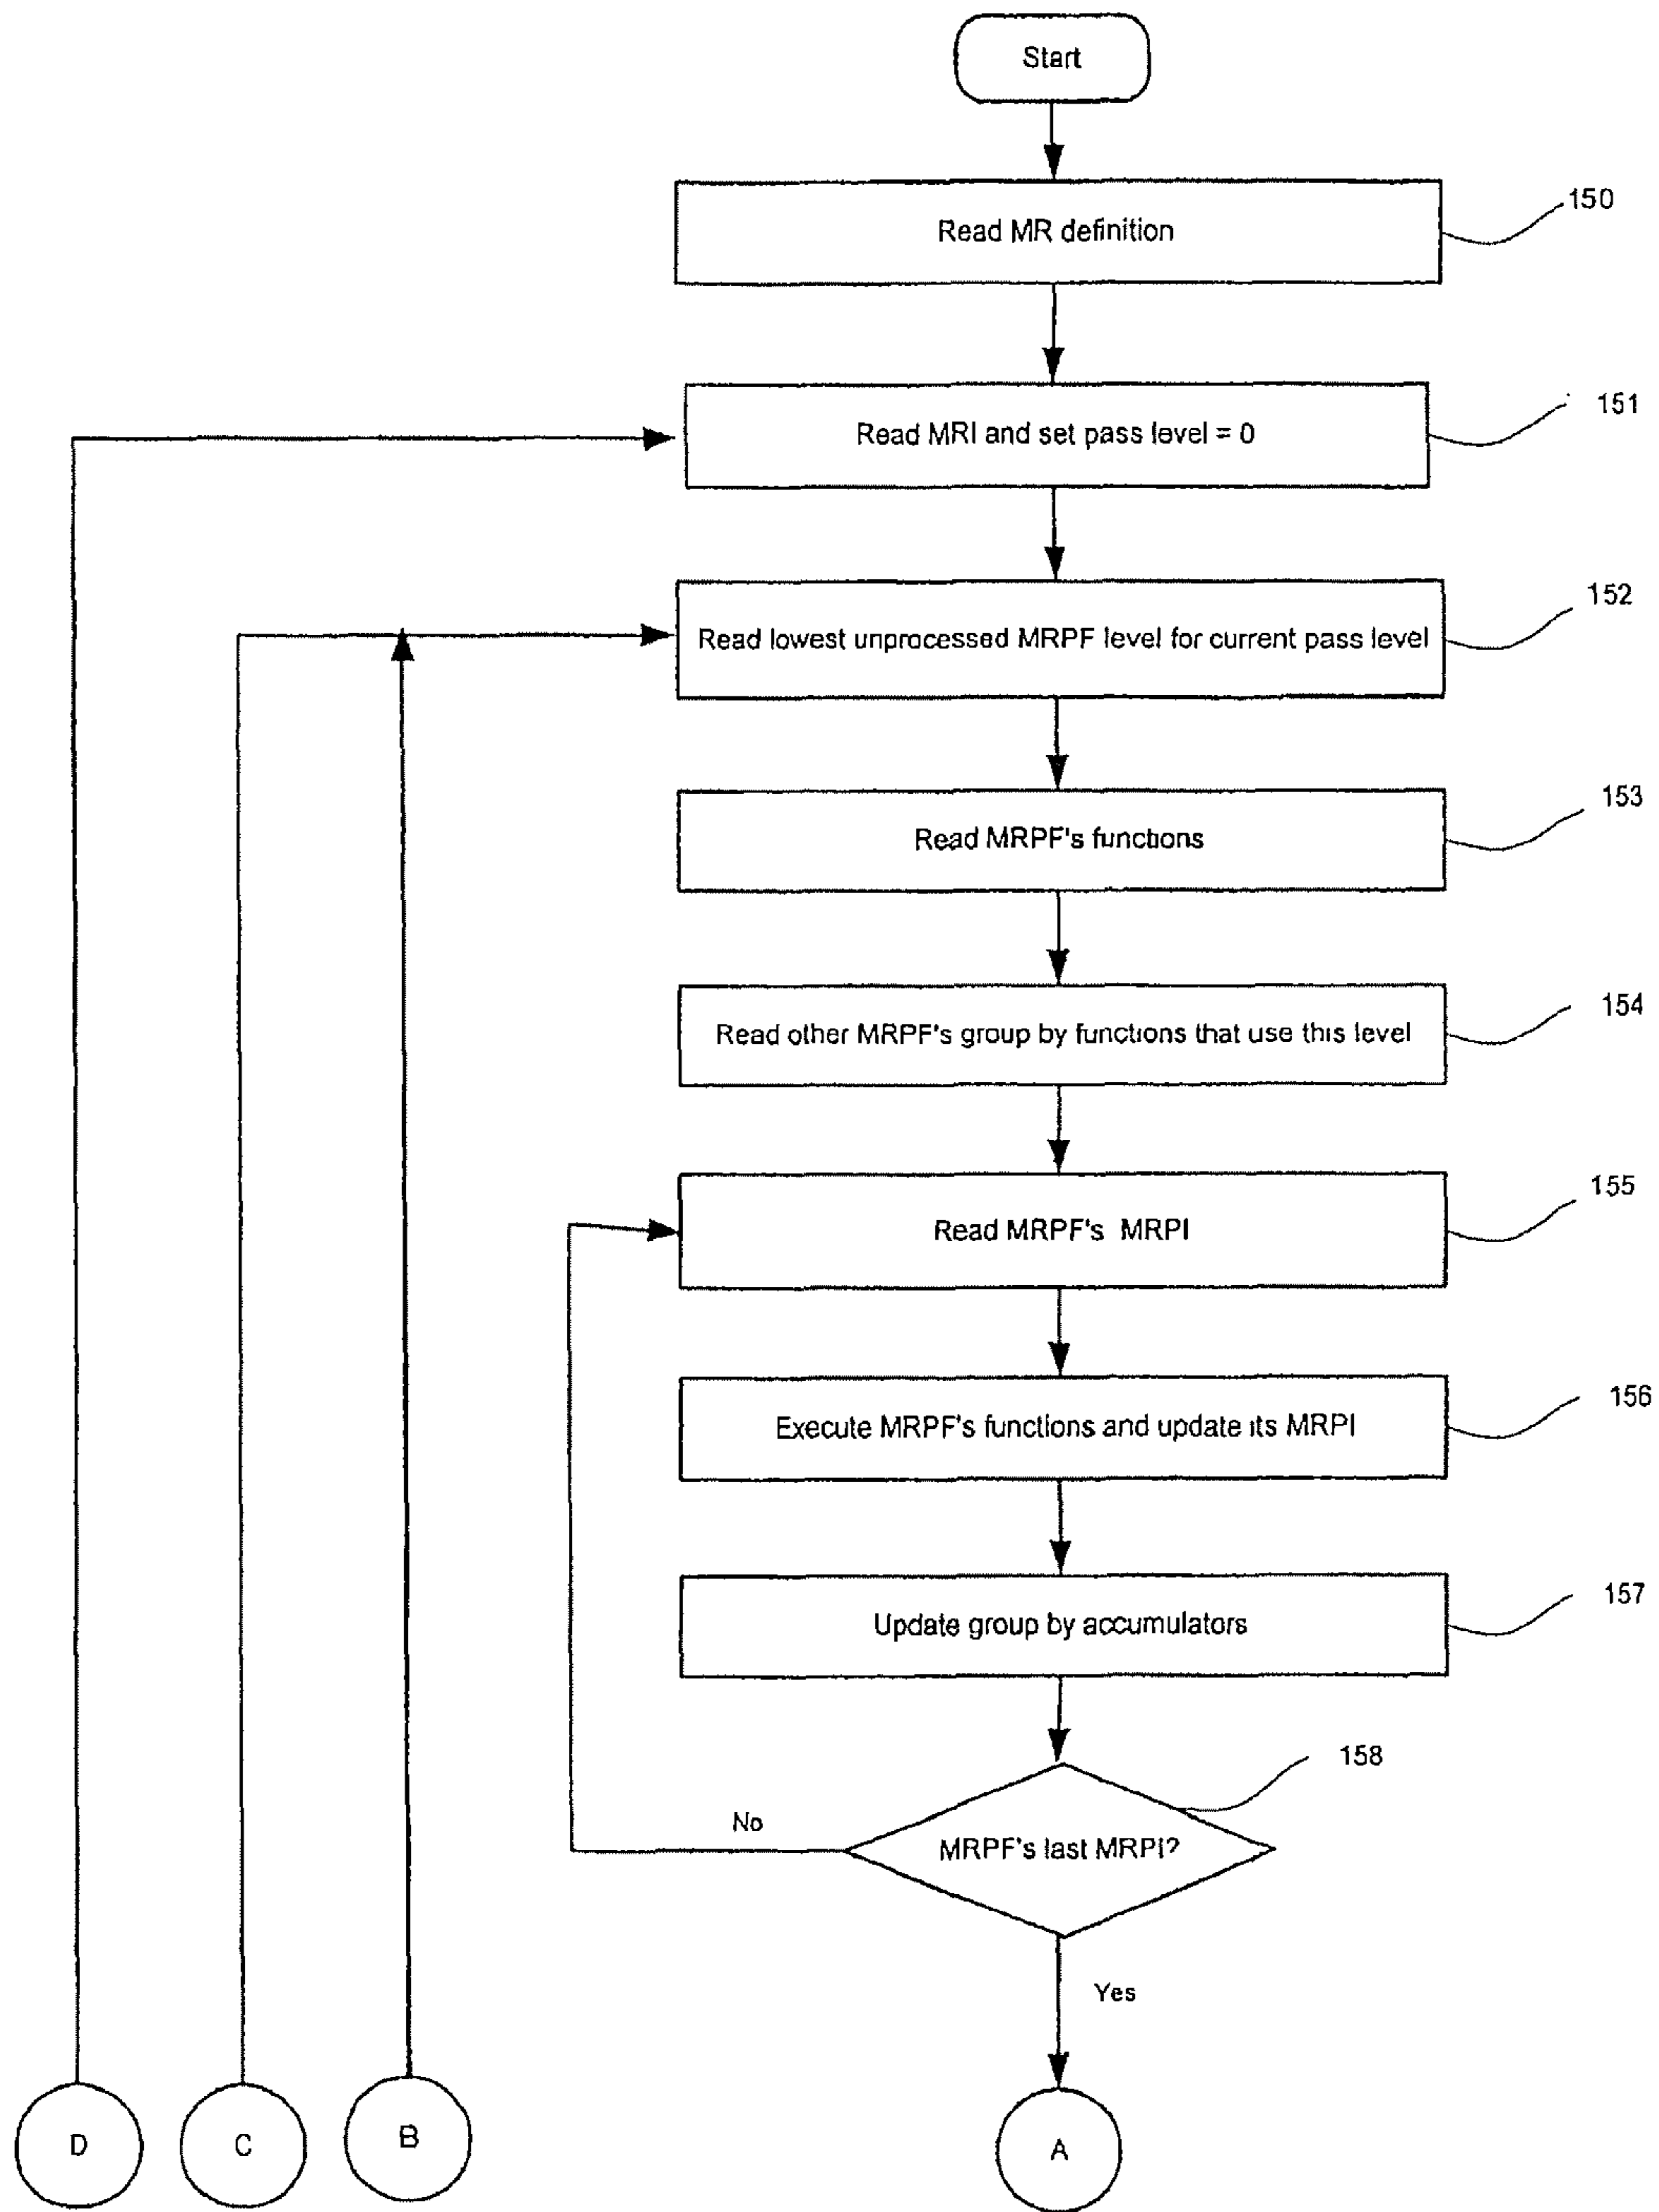 Start
Read MR definition
150
Read MRI and set pass level = 0
151
Read lowest unprocessed MRPF level for current pass level
152
Read MRPF's functions
153
Read other MRPF's group by functions that use this level
154
Read MRPF's MRPI
155
Execute MRPF's functions and update its MRPI
156
Update group by accumulators
157
MRPF's last MRPI?
158
No
Yes
D
C
B
A